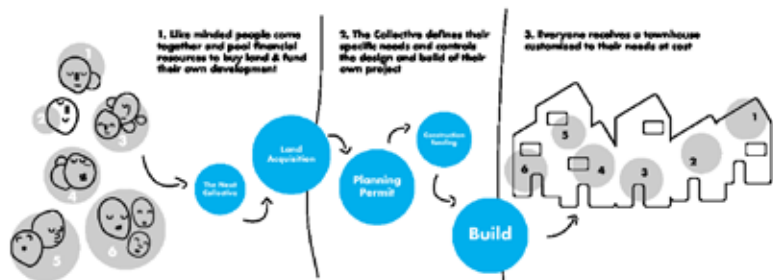 1. Like minded people come
together and pool financial
resources to buy land & fund
their own development
2. The Collective defines their
specific needs and controls
the design and build of their
own project
3. Everyone receives a townhouse
customised to their needs at cost
1
2
3
4
5
6
The Neat
Collective
Land
Acquisition
Planning
Permit
Construction
Funding
Build
6
5
4
3
2
1